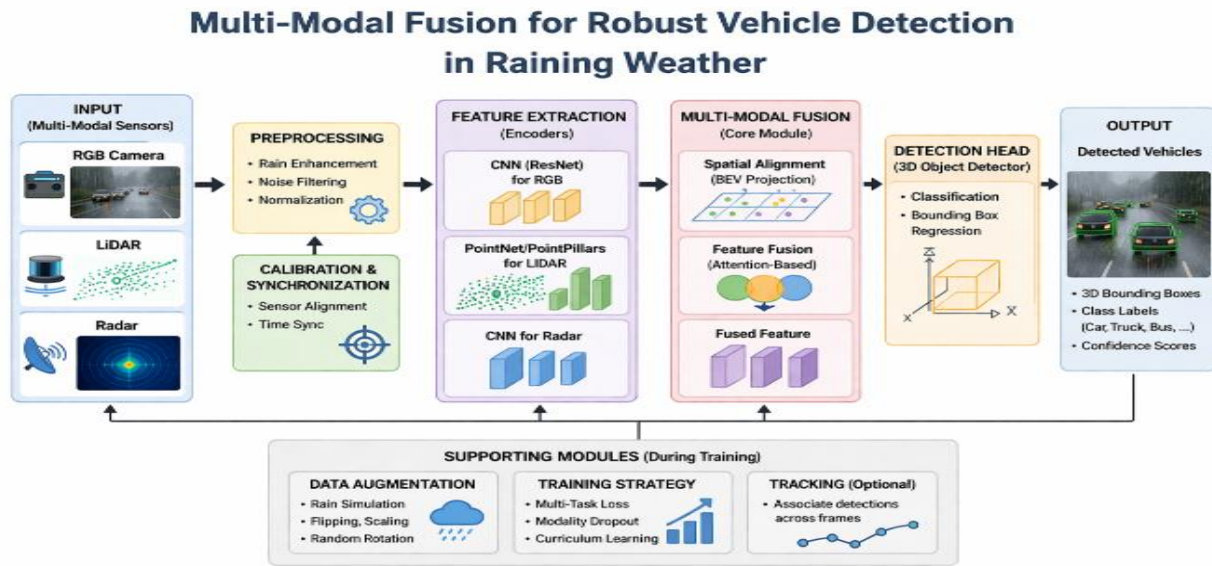 Multi-Modal Fusion for Robust Vehicle Detection
in Raining Weather
INPUT
(Multi-Modal Sensors)
RGB Camera
LiDAR
Radar
PREPROCESSING
• Rain Enhancement
• Noise Filtering
• Normalization
CALIBRATION &
SYNCHRONIZATION
• Sensor Alignment
• Time Sync
FEATURE EXTRACTION
(Encoders)
CNN (ResNet)
for RGB
PointNet/PointPillars
for LIDAR
CNN for Radar
MULTI-MODAL FUSION
(Core Module)
Spatial Alignment
(BEV Projection)
Feature Fusion
(Attention-Based)
Fused Feature
DETECTION HEAD
(3D Object Detector)
• Classification
• Bounding Box
Regression
X
OUTPUT
Detected Vehicles
• 3D Bounding Boxes
• Class Labels
(Car, Truck, Bus, ...)
• Confidence Scores
SUPPORTING MODULES (During Training)
DATA AUGMENTATION
• Rain Simulation
• Flipping, Scaling
• Random Rotation
TRAINING STRATEGY
• Multi-Task Loss
• Modality Dropout
• Curriculum Learning
TRACKING (Optional)
• Associate detections
across frames